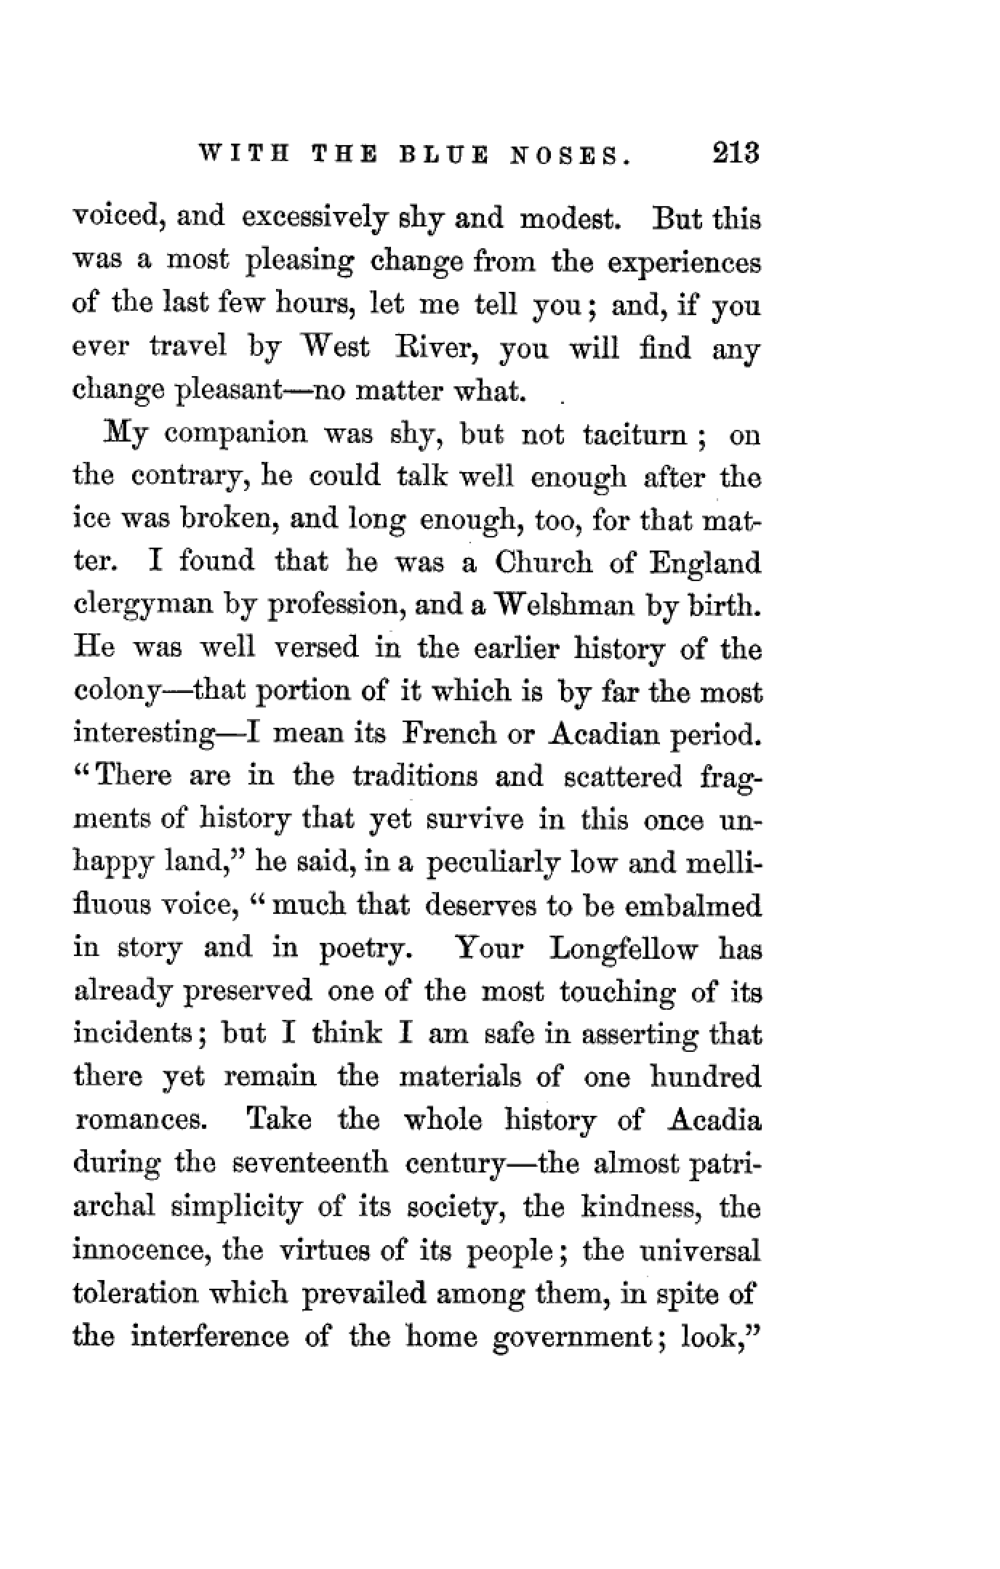 WITH THE BLUE NOSES. 213
voiced, and excessively shy and modest. But this
was a most pleasing change from the experiences
of the last few hours, let me tell you; and, if you
ever travel by West River, you will find any
change pleasant—no matter what.
My companion was shy, but not taciturn; on
the contrary, he could talk well enough after the
ice was broken, and long enough, too, for that mat-
ter. I found that he was a Church of England
clergyman by profession, and a Welshman by birth.
He was well versed in the earlier history of the
colony—that portion of it which is by far the most
interesting—I mean its French or Acadian period.
“There are in the traditions and scattered frag-
ments of history that yet survive in this once un-
happy land,” he said, in a peculiarly low and melli-
fluous voice, “much that deserves to be embalmed
in story and in poetry. Your Longfellow has
already preserved one of the most touching of its
incidents; but I think I am safe in asserting that
there yet remain the materials of one hundred
romances. Take the whole history of Acadia
during the seventeenth century—the almost patri-
archal simplicity of its society, the kindness, the
innocence, the virtues of its people; the universal
toleration which prevailed among them, in spite of
the interference of the home government; look,”